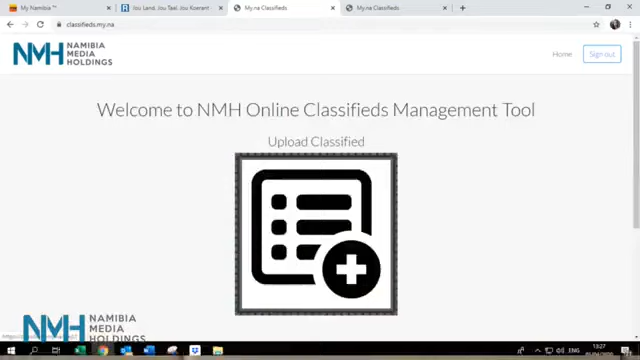 My Namibia ™
Jou Land, Jou Taal, Jou Koerant
My.na Classifieds
My.na Classifieds
classifieds.my.na
NMH NAMIBIA
MEDIA
HOLDINGS
Home
Sign out
Welcome to NMH Online Classifieds Management Tool
Upload Classified
NMH NAMIBIA
MEDIA
HOLDINGS
ENG
13:27